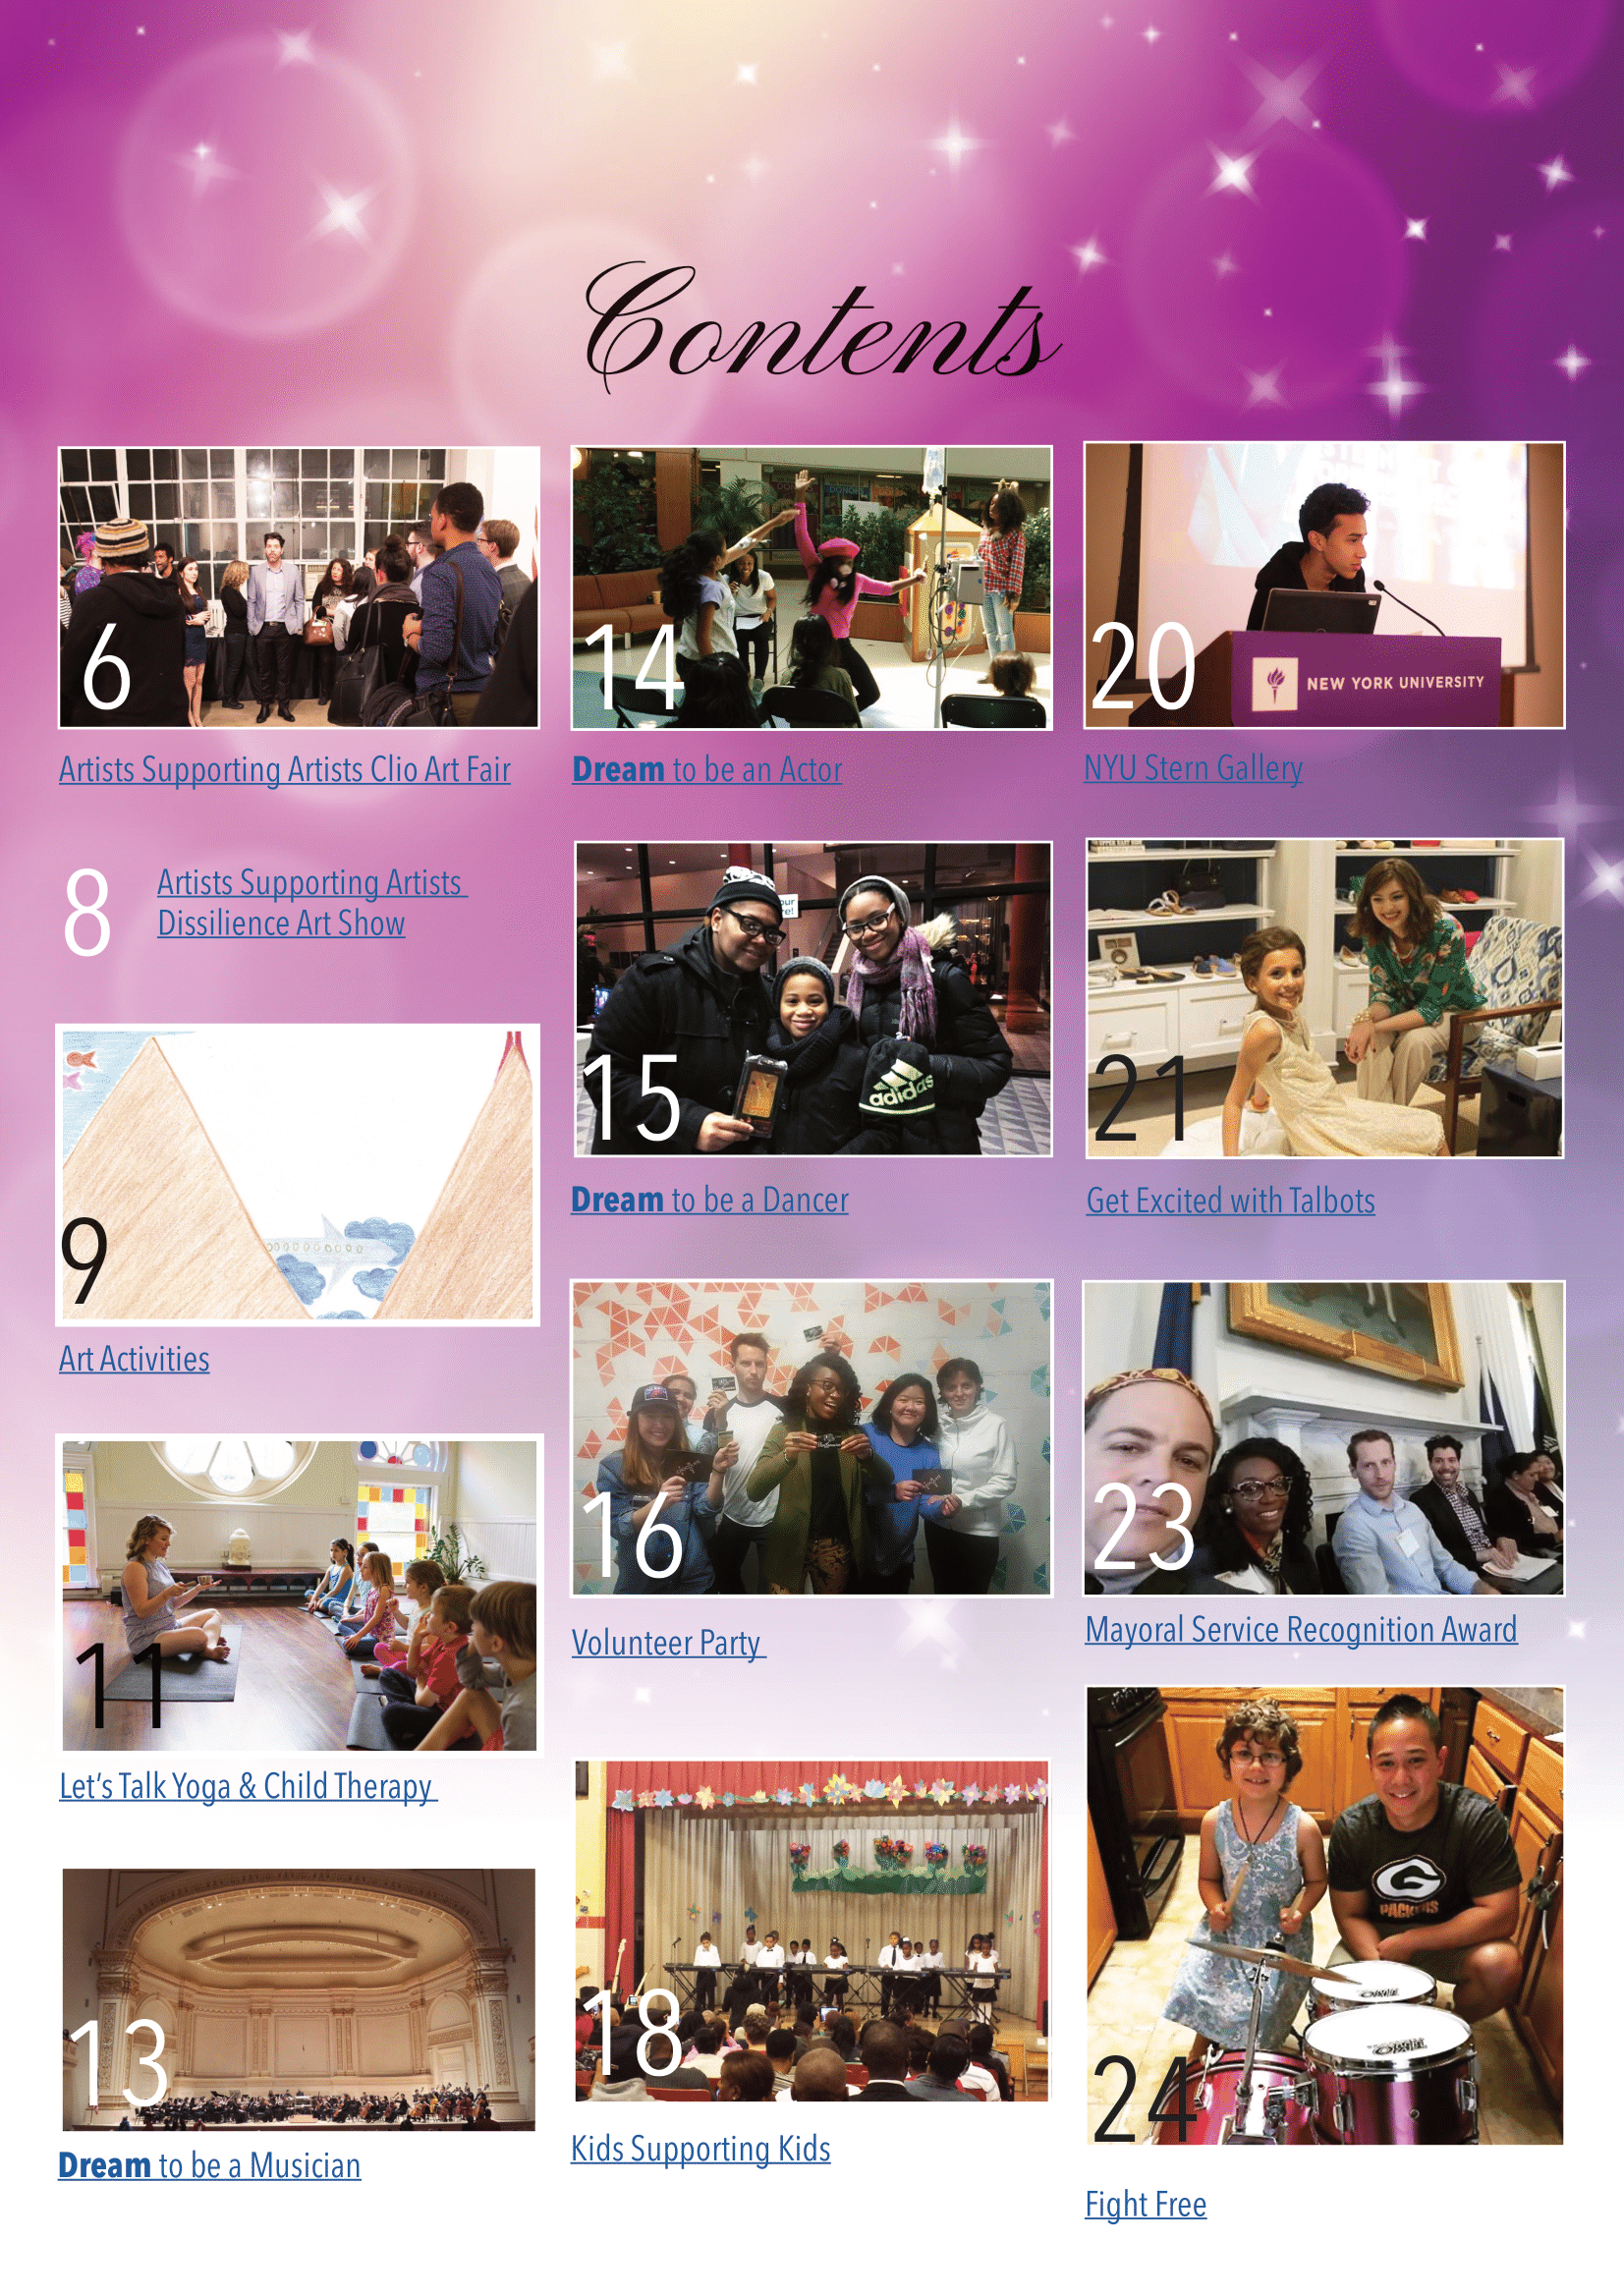 Contents
6
Artists Supporting Artists Clio Art Fair
8
Artists Supporting Artists
Dissilience Art Show
9
Art Activities
11
Let's Talk Yoga & Child Therapy
13
Dream to be a Musician
14
Dream to be an Actor
15
adidas
Dream to be a Dancer
16
Volunteer Party
18
Kids Supporting Kids
20
NEW YORK UNIVERSITY
NYU Stern Gallery
21
Get Excited with Talbots
23
Mayoral Service Recognition Award
G
PACKERS
24
Fight Free